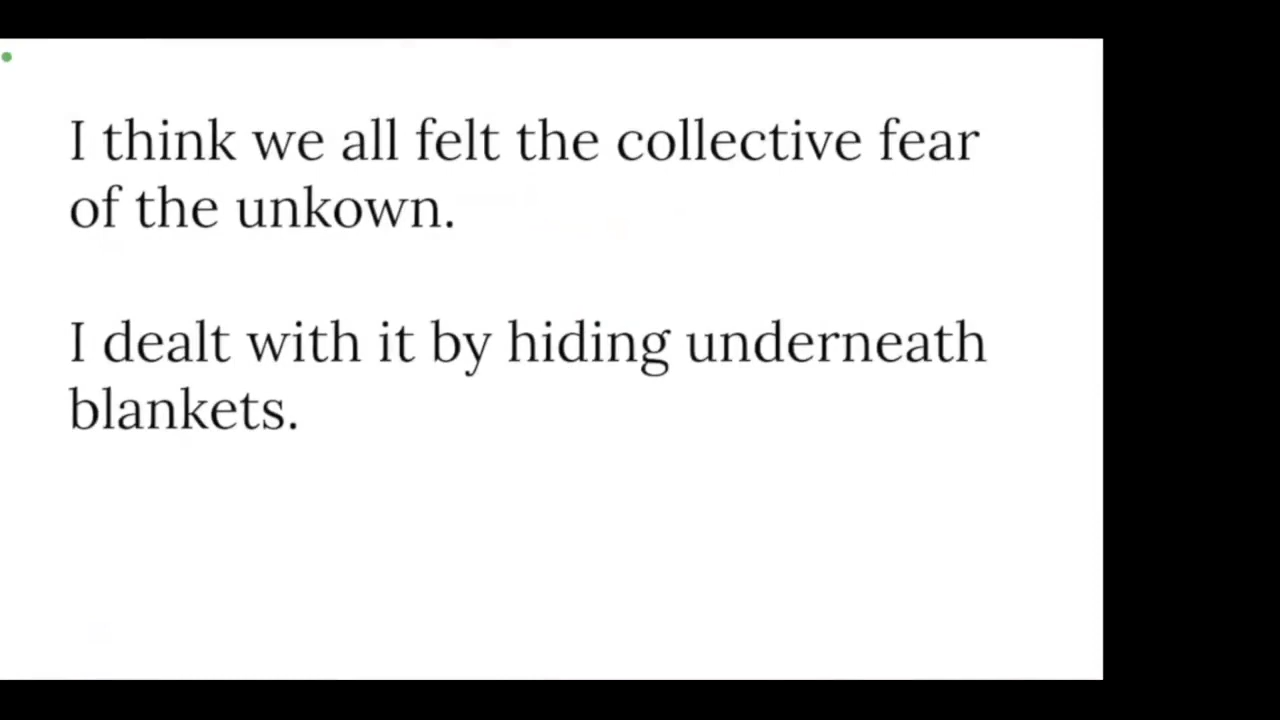 I think we all felt the collective fear
of the unkown.
I dealt with it by hiding underneath
blankets.